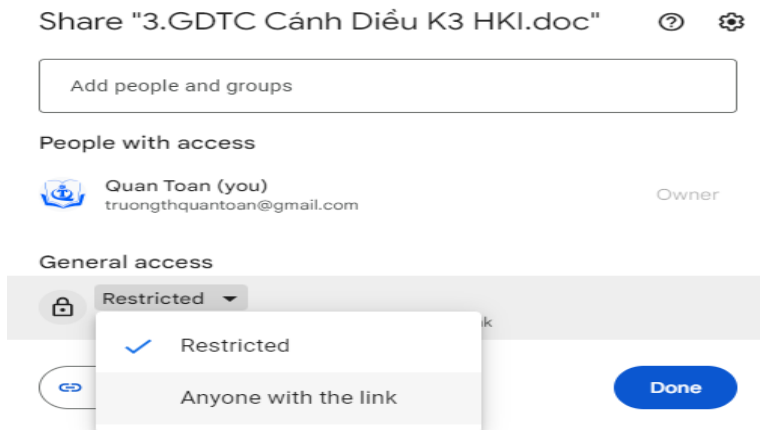 Share "3.GDTC Cánh Diều K3 HKI.doc"
Add people and groups
People with access
Quan Toan (you)
truongthquantoan@gmail.com
Owner
General access
Restricted
Restricted
Anyone with the link
Done